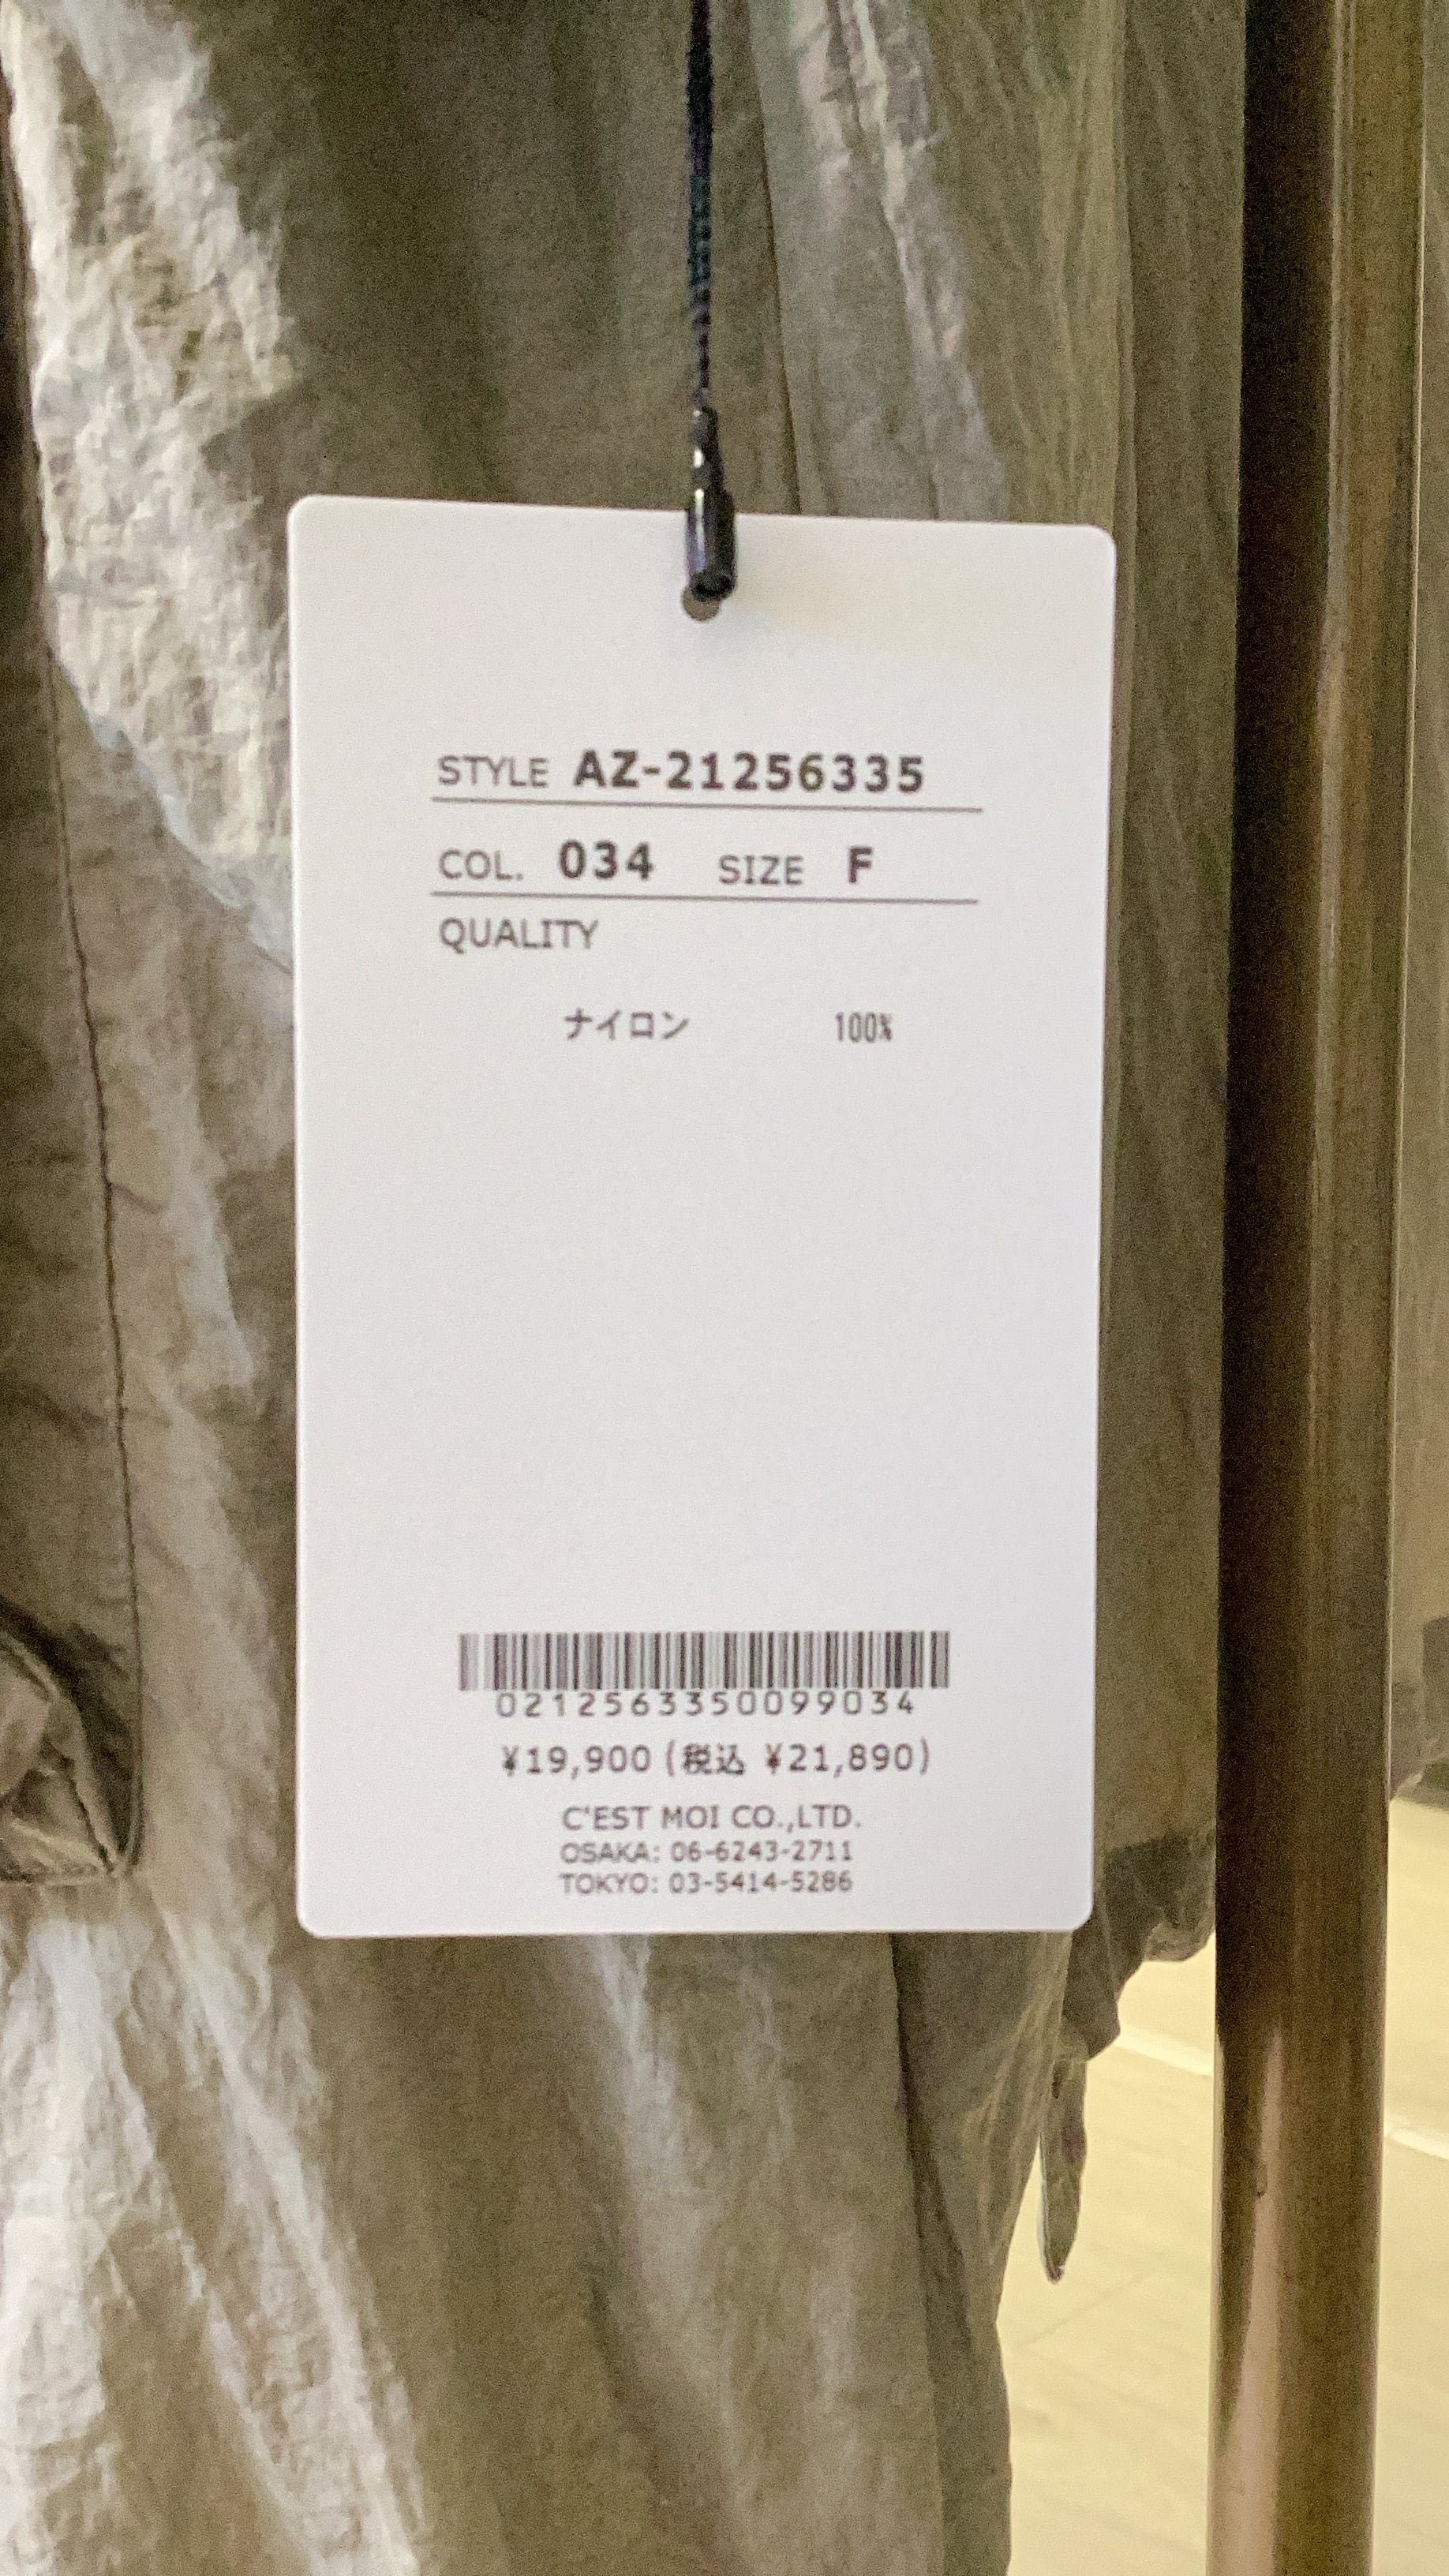 STYLE AZ-21256335
COL. 034 SIZE F
QUALITY
ナイロン 100%
0212563350099034
¥19,900 (税込 ¥21,890)
C'EST MOI CO.,LTD.
OSAKA: 06-6243-2711
TOKYO: 03-5414-5286